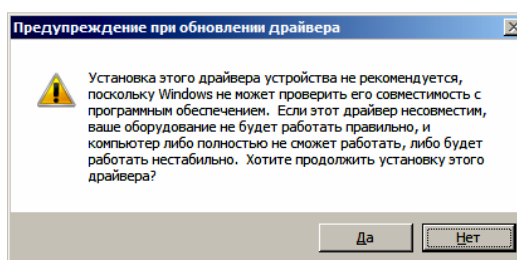 Предупреждение при обновлении драйвера
Установка этого драйвера устройства не рекомендуется,
поскольку Windows не может проверить его совместимость с
программным обеспечением. Если этот драйвер несовместим,
ваше оборудование не будет работать правильно, и
компьютер либо полностью не сможет работать, либо будет
работать нестабильно. Хотите продолжить установку этого
драйвера?
Да
Нет